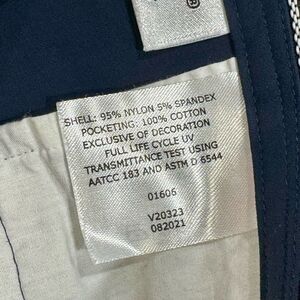 ®
SHELL: 95% NYLON 5% SPANDEX
POCKETING: 100% COTTON
EXCLUSIVE OF DECORATION
FULL LIFE CYCLE UV
TRANSMITTANCE TEST USING
AATCC 183 AND ASTM D 6544
01606
V20323
082021